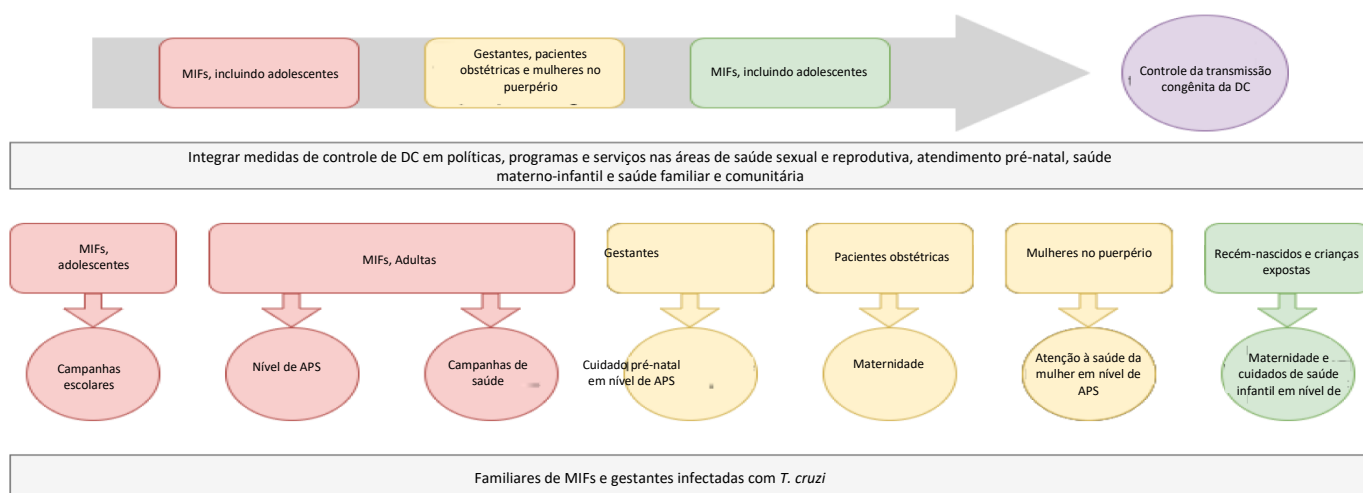 MIFs, incluindo adolescentes
Gestantes, pacientes
obstétricas e mulheres no
puerpério
MIFs, incluindo adolescentes
Controle da transmissão
congênita da DC
Integrar medidas de controle de DC em políticas, programas e serviços nas áreas de saúde sexual e reprodutiva, atendimento pré-natal, saúde
materno-infantil e saúde familiar e comunitária
MIFs,
adolescentes
MIFs, Adultas
Gestantes
Pacientes obstétricas
Mulheres no puerpério
Recém-nascidos e crianças
expostas
Campanhas
escolares
Nível de APS
Campanhas de
saúde
Cuidado pré-natal
em nível de APS
Maternidade
Atenção à saúde da
mulher em nível de
APS
Maternidade e
cuidados de saúde
infantil em nível de
Familiares de MIFs e gestantes infectadas com T. cruzi